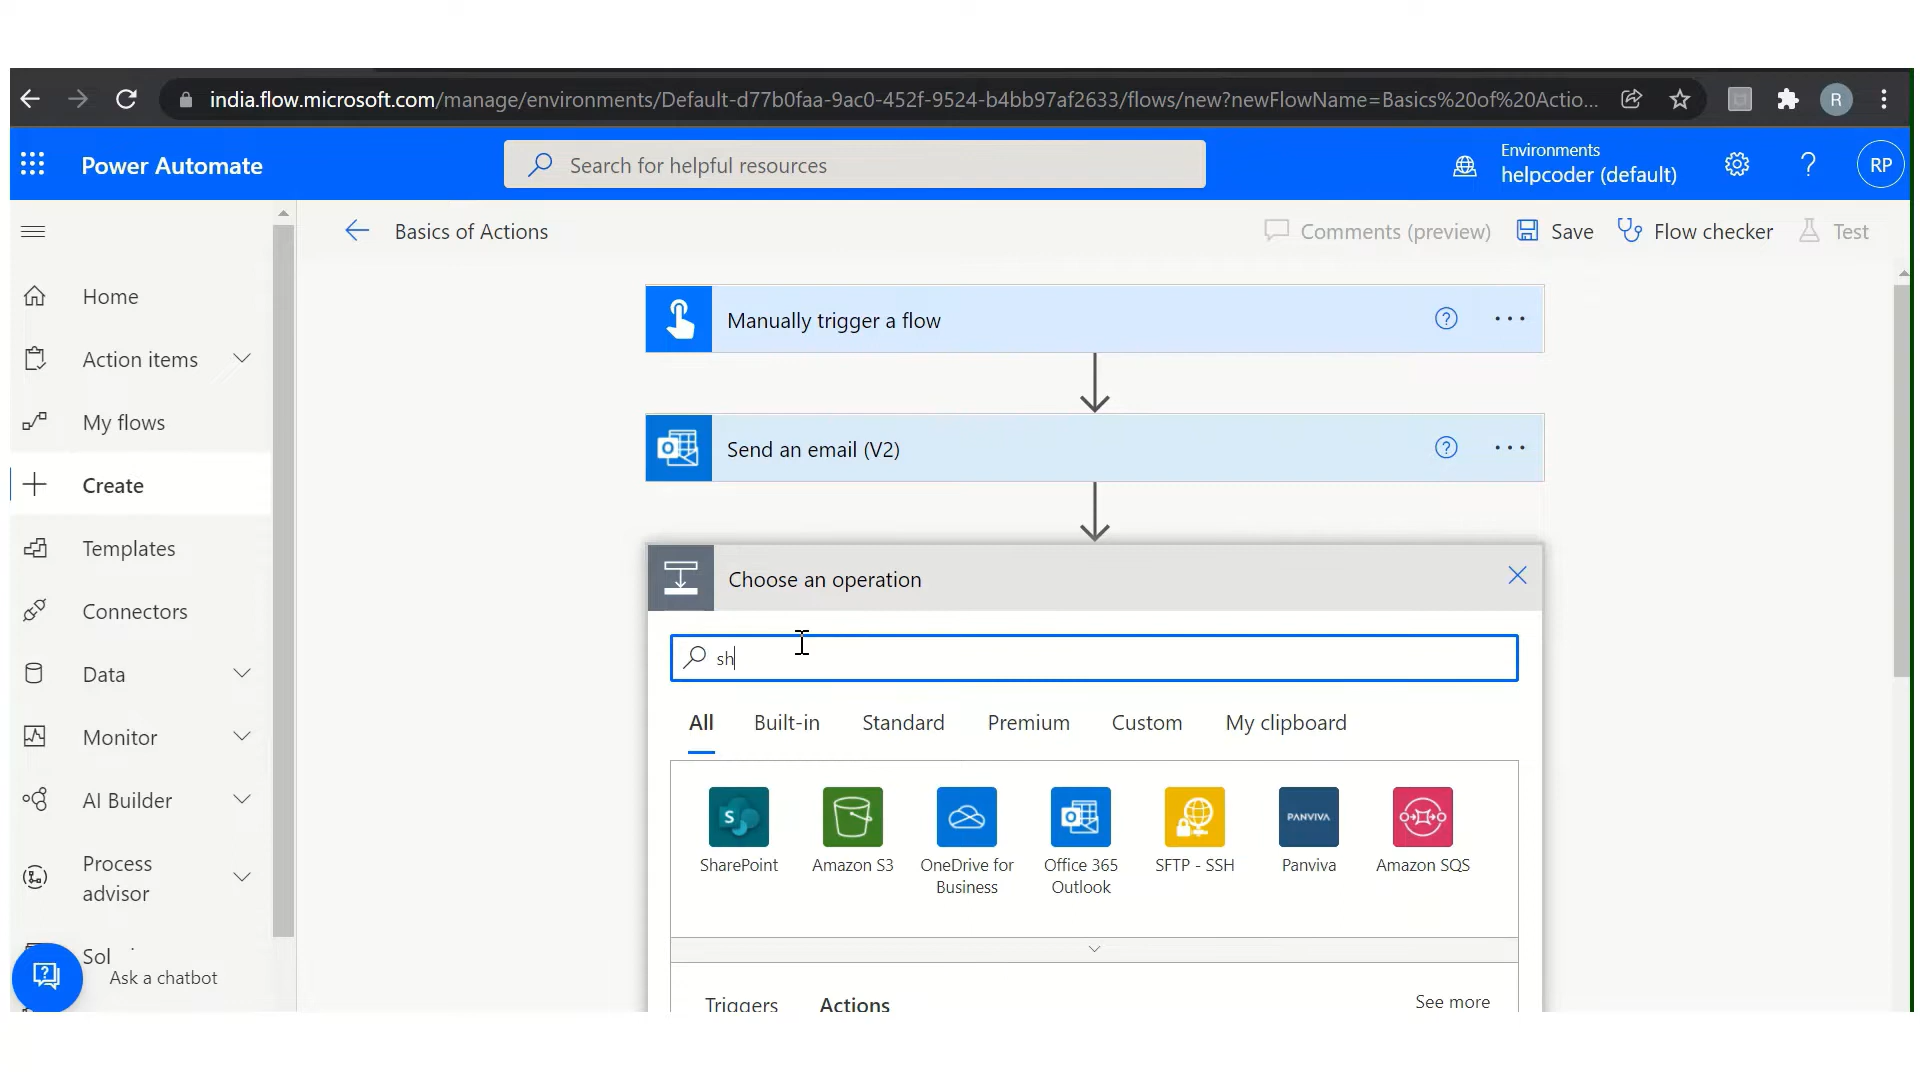 india.flow.microsoft.com/manage/environments/Default-d77b0faa-9ac0-452f-9524-b4bb97af2633/flows/new?newFlowName=Basics%20of%20Actio...
R
Power Automate
Search for helpful resources
Environments
helpcoder (default)
?
RP
Basics of Actions
Comments (preview)
Save
Flow checker
Test
Home
Action items
My flows
Create
Templates
Connectors
Data
Monitor
AI Builder
Process
advisor
Sol
Ask a chatbot
Manually trigger a flow
?
Send an email (V2)
?
Choose an operation
sh
All
Built-in
Standard
Premium
Custom
My clipboard
SharePoint
Amazon S3
OneDrive for
Business
Office 365
Outlook
SFTP - SSH
PANVIVA
Panviva
Amazon SQS
Triggers
Actions
See more